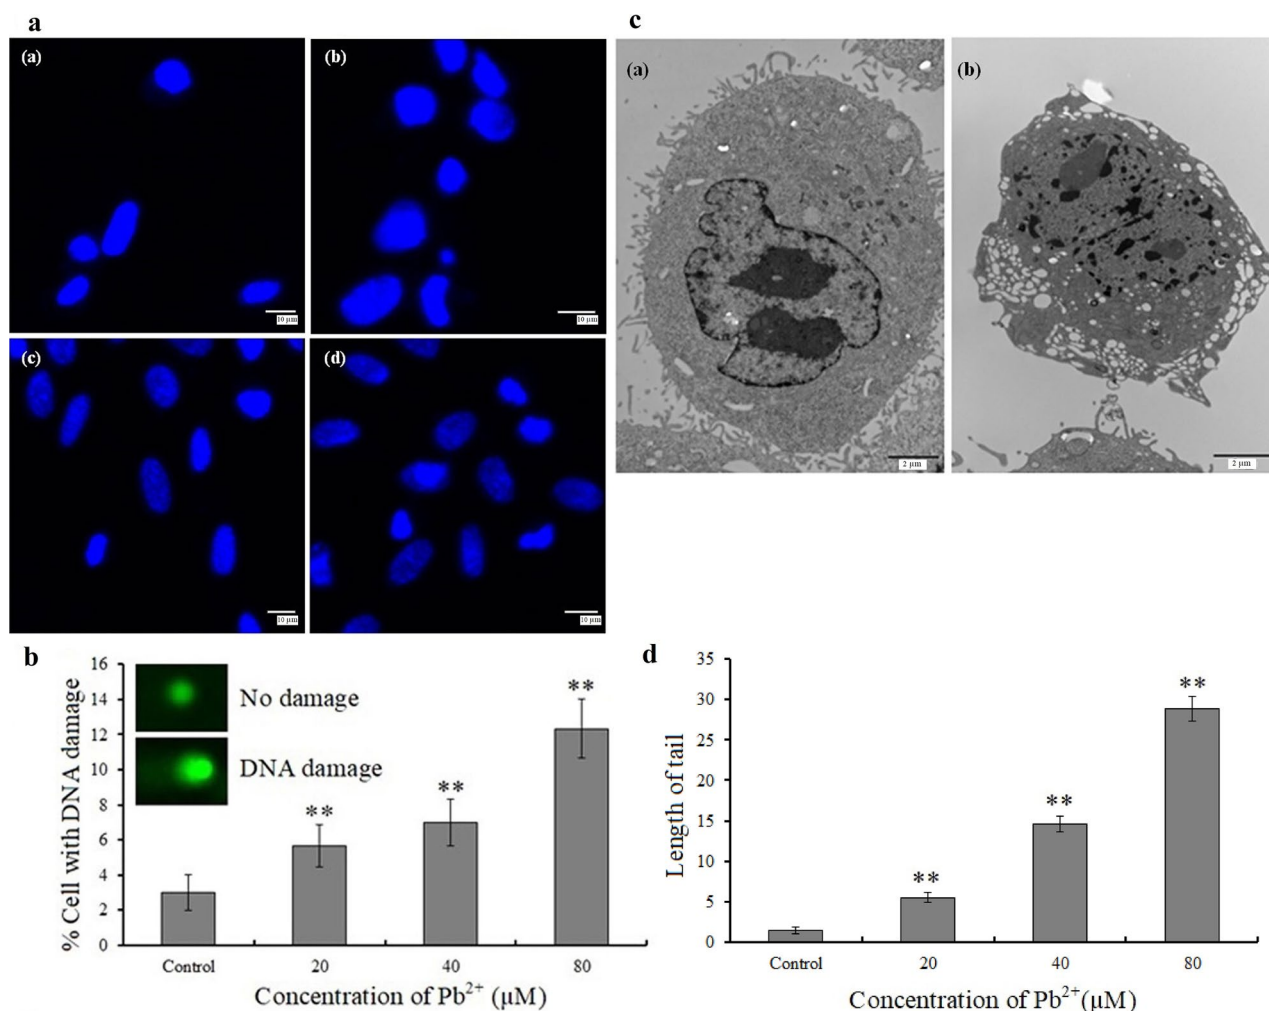 a
(a)
(b)
10 µm
10 µm
(c)
(d)
10 µm
10 µm
c
(a)
(b)
2 µm
2 µm
b
% Cell with DNA damage
16
14
12
10
8
6
4
2
0
No damage
DNA damage
**
**
**
Control
20
40
80
Concentration of Pb²⁺ (µM)
d
Length of tail
35
30
25
20
15
10
5
0
**
**
**
Control
20
40
80
Concentration of Pb²⁺(µM)